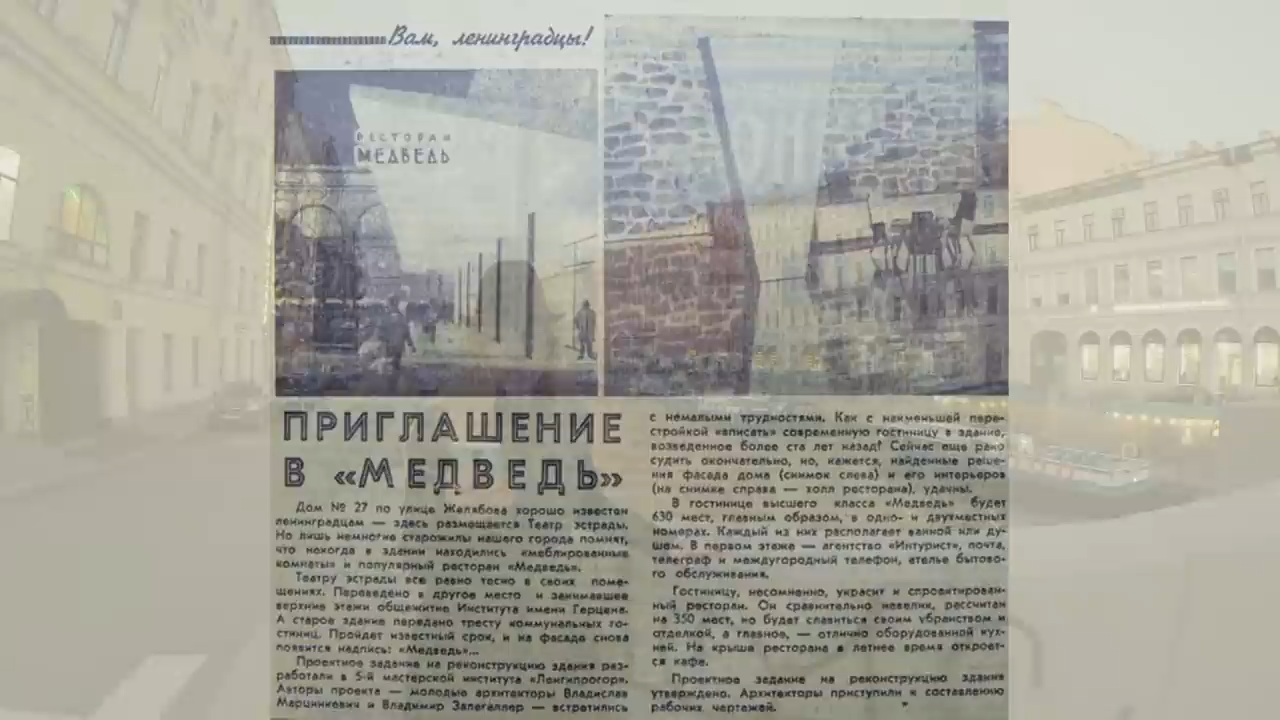 Вам, ленинградцы!
РЕСТОРАН
МЕДВЕДЬ
ПРИГЛАШЕНИЕ
В «МЕДВЕДЬ»
Дом № 27 по улице Желябова хорошо известен
ленинградцам — здесь размещается Театр эстрады.
Но лишь немногие старожилы нашего города помнят,
что некогда в здании находились «меблированные
комнаты» и популярный ресторан «Медведь».
Театру эстрады все равно тесно в своих поме-
щениях. Переведено в другое место и занимавшее
верхние этажи общежитие Института имени Герцена.
А старое здание передано тресту коммунальных го-
стиниц. Пройдет известный срок, и на фасаде снова
появится надпись: «Медведь»...
Проектное задание на реконструкцию здания раз-
работали в 5-й мастерской института «Ленгипрогор».
Авторы проекта — молодые архитекторы Владислав
Марцинкевич и Владимир Запегаллер — встретились
с немалыми трудностями. Как с наименьшей пере-
стройкой «вписать» современную гостиницу в здание,
возведенное более ста лет назад? Сейчас еще рано
судить окончательно, но, кажется, найденные реше-
ния фасада дома (снимок слева) и его интерьеров
(на снимке справа — холл ресторана), удачны.
В гостинице высшего класса «Медведь» будет
630 мест, главным образом, в одно- и двухместных
номерах. Каждый из них располагает ванной или ду-
шем. В первом этаже — агентство «Интурист», почта,
телеграф и междугородный телефон, ателье бытово-
го обслуживания.
Гостиницу, несомненно, украсит и спроектирован-
ный ресторан. Он сравнительно невелик, рассчитан
на 350 мест, но будет славиться своим убранством и
отделкой, а главное, — отлично оборудованной кух-
ней. На крыше ресторана в летнее время откроет-
ся кафе.
Проектное задание на реконструкцию здания
утверждено. Архитекторы приступили к составлению
рабочих чертежей.